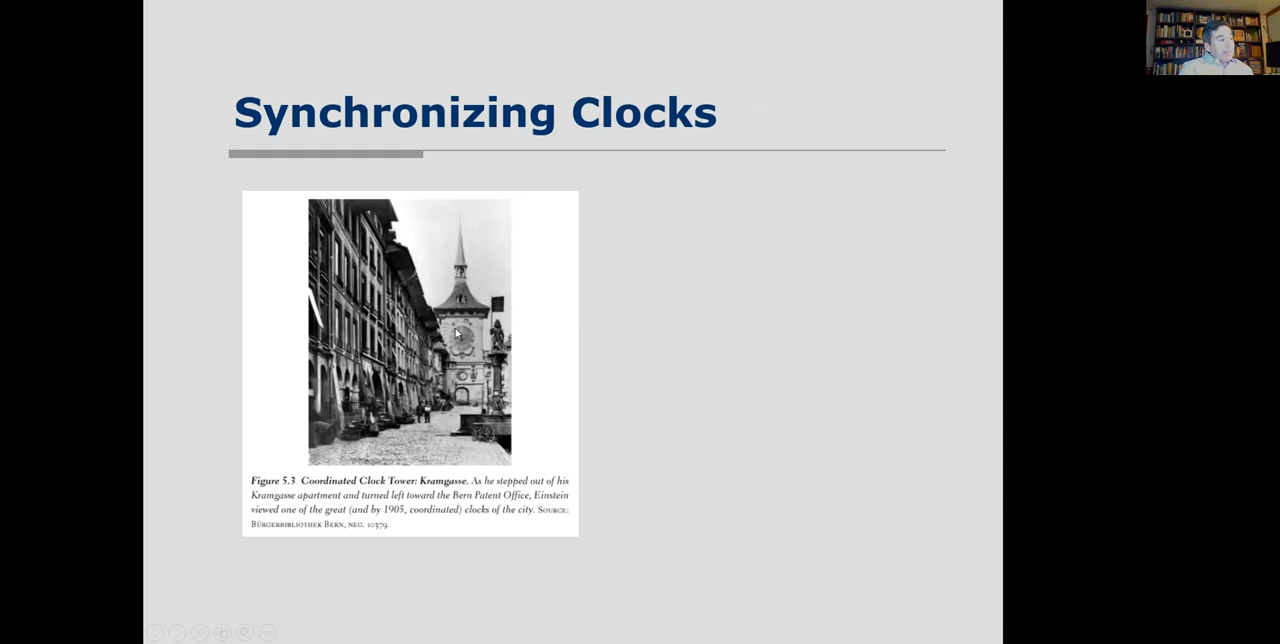 Synchronizing Clocks
Figure 5.3 Coordinated Clock Tower: Kramgasse. As he stepped out of his
Kramgasse apartment and turned left toward the Bern Patent Office, Einstein
viewed one of the great (and by 1905, coordinated) clocks of the city. SOURCE:
BÜRGERBIBLIOTHEK BERN, NEG. 10379.